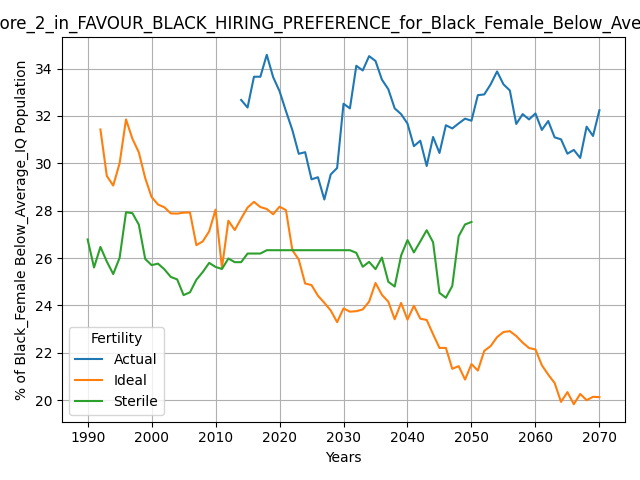 ore_2_in_FAVOUR_BLACK_HIRING_PREFERENCE_for_Black_Female_Below_Ave
% of Black_Female Below_Average_IQ Population
34
32
30
28
26
24
22
20
Fertility
Actual
Ideal
Sterile
1990 2000 2010 2020 2030 2040 2050 2060 2070
Years